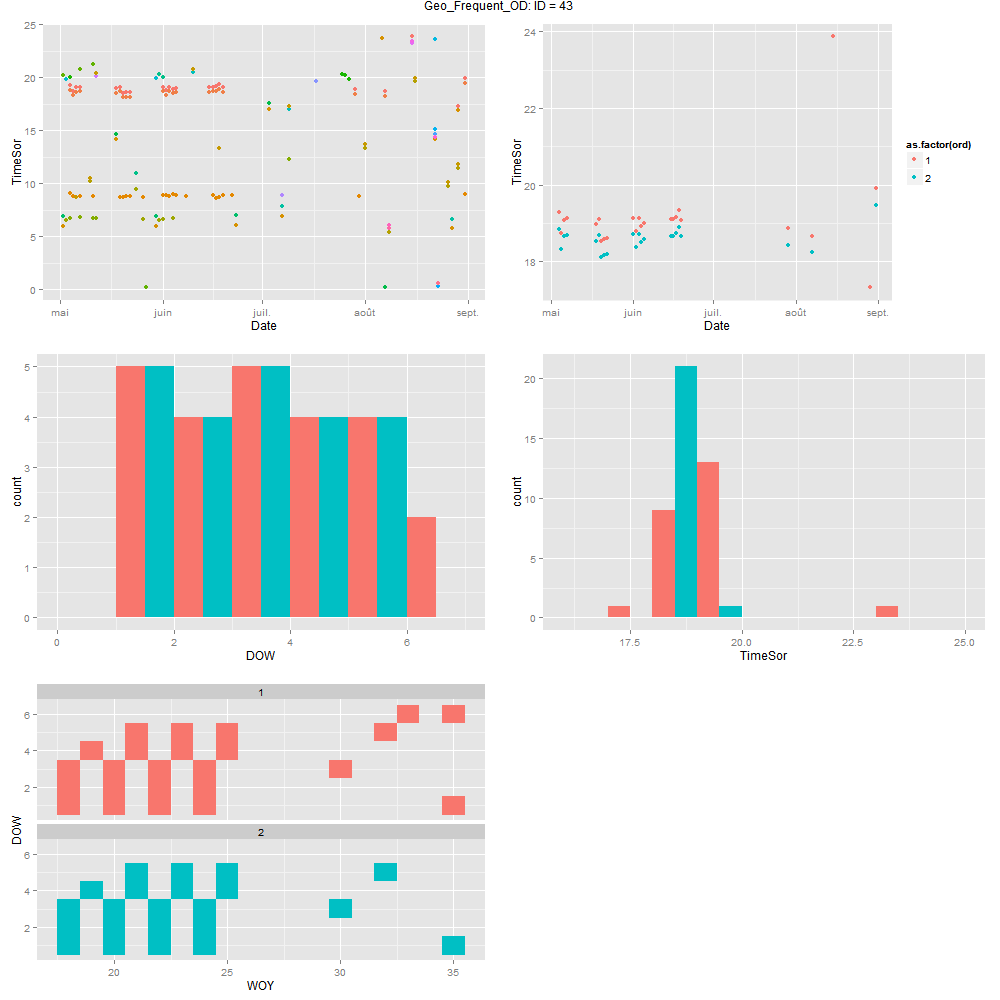 Geo_Frequent_OD: ID = 43
25
20
15
10
5
0
TimeSor
mai
juin
juil.
août
sept.
Date
24
22
20
18
TimeSor
mai
juin
juil.
août
sept.
Date
as.factor(ord)
1
2
5
4
3
2
1
0
count
0
2
4
6
DOW
20
15
10
5
0
count
17.5
20.0
22.5
25.0
TimeSor
1
6
4
2
2
6
4
2
DOW
20
25
30
35
WOY